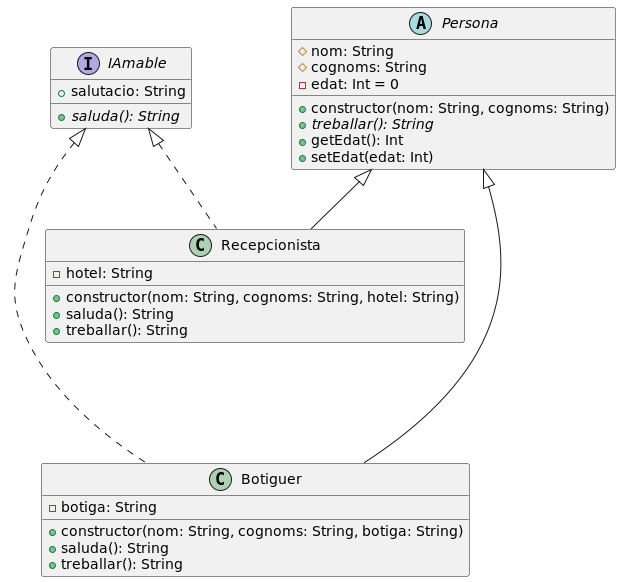 I IAmable
salutacio: String
saluda(): String
A Persona
nom: String
cognoms: String
edat: Int = 0
constructor(nom: String, cognoms: String)
treballar(): String
getEdat(): Int
setEdat(edat: Int)
C Recepcionista
hotel: String
constructor(nom: String, cognoms: String, hotel: String)
saluda(): String
treballar(): String
C Botiguer
botiga: String
constructor(nom: String, cognoms: String, botiga: String)
saluda(): String
treballar(): String